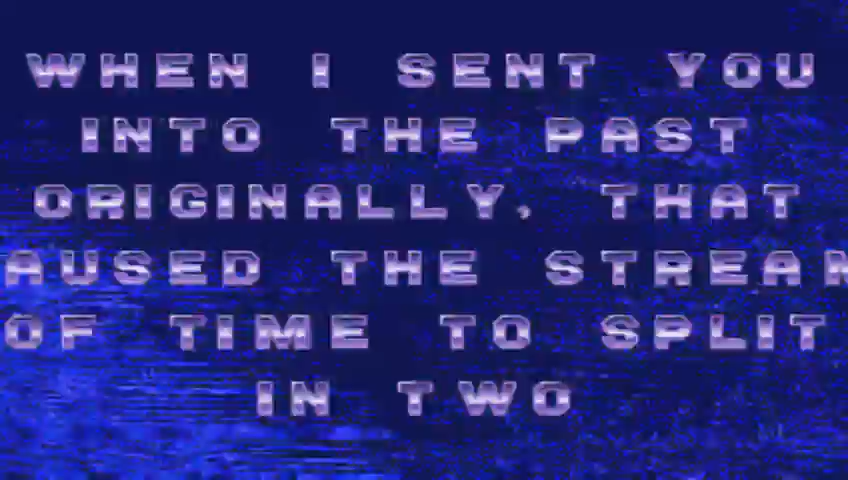 WHEN I SENT YOU
INTO THE PAST
ORIGINALLY, THAT
AUSED THE STREAM
OF TIME TO SPLIT
IN TWO